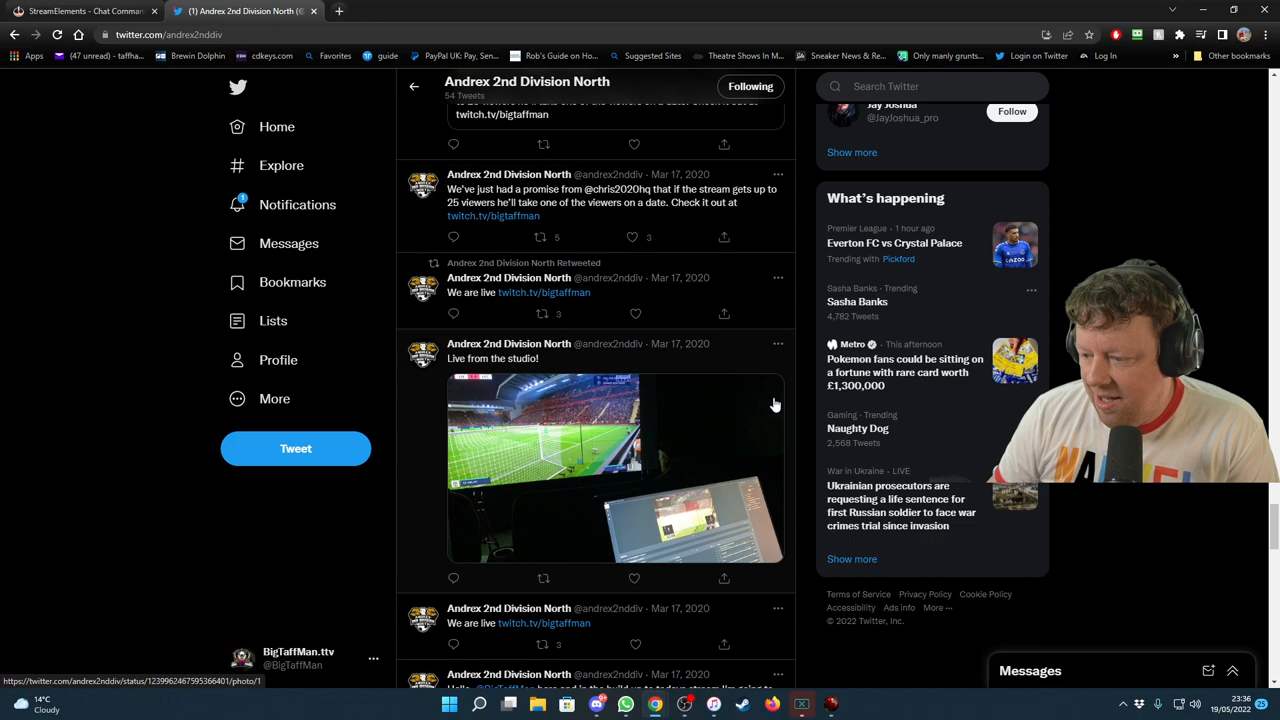 StreamElements - Chat Comman
(1) Andrex 2nd Division North (@
twitter.com/andrex2nddiv
Apps
(47 unread) - taffha...
Brewin Dolphin
cdkeys.com
Favorites
guide
PayPal UK: Pay, Sen...
Rob's Guide on Ho...
Suggested Sites
Theatre Shows In M...
Sneaker News & Re...
Only manly grunts...
Login on Twitter
Log In
»
Other bookmarks
Andrex 2nd Division North
54 Tweets
Following
Home
Explore
1
Notifications
Messages
Bookmarks
Lists
Profile
More
Tweet
BigTaffMan.ttv
@BigTaffMan
twitch.tv/bigtaffman
Andrex 2nd Division North @andrex2nddiv · Mar 17, 2020
We've just had a promise from @chris2020hq that if the stream gets up to
25 viewers he'll take one of the viewers on a date. Check it out at
twitch.tv/bigtaffman
5
3
Andrex 2nd Division North Retweeted
Andrex 2nd Division North @andrex2nddiv · Mar 17, 2020
We are live twitch.tv/bigtaffman
3
Andrex 2nd Division North @andrex2nddiv · Mar 17, 2020
Live from the studio!
Andrex 2nd Division North @andrex2nddiv · Mar 17, 2020
We are live twitch.tv/bigtaffman
3
Andrex 2nd Division North @andrex2nddiv · Mar 17, 2020
Search Twitter
Jay Joshua
@JayJoshua_pro
Follow
Show more
What's happening
Premier League · 1 hour ago
Everton FC vs Crystal Palace
Trending with Pickford
CAZOO
Sasha Banks · Trending
Sasha Banks
4,782 Tweets
Metro · This afternoon
Pokemon fans could be sitting on
a fortune with rare card worth
£1,300,000
Gaming · Trending
Naughty Dog
2,568 Tweets
War in Ukraine · LIVE
Ukrainian prosecutors are
requesting a life sentence for
first Russian soldier to face war
crimes trial since invasion
Show more
Terms of Service Privacy Policy Cookie Policy
Accessibility Ads info More ···
© 2022 Twitter, Inc.
Messages
https://twitter.com/andrex2nddiv/status/1239962467595366401/photo/1
14°C
Cloudy
23:36
19/05/2022